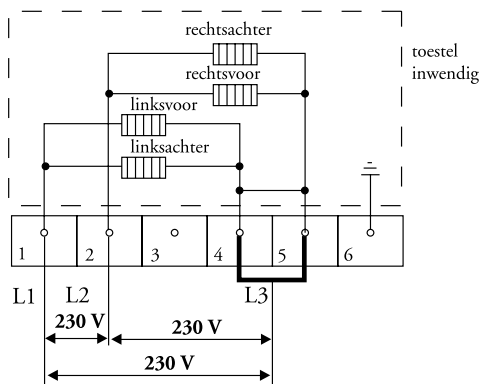 rechtsachter
toestel
inwendig
rechtsvoor
linksvoor
linksachter
1 2 3 4 5 6
L1 L2 L3
230 V 230 V
230 V